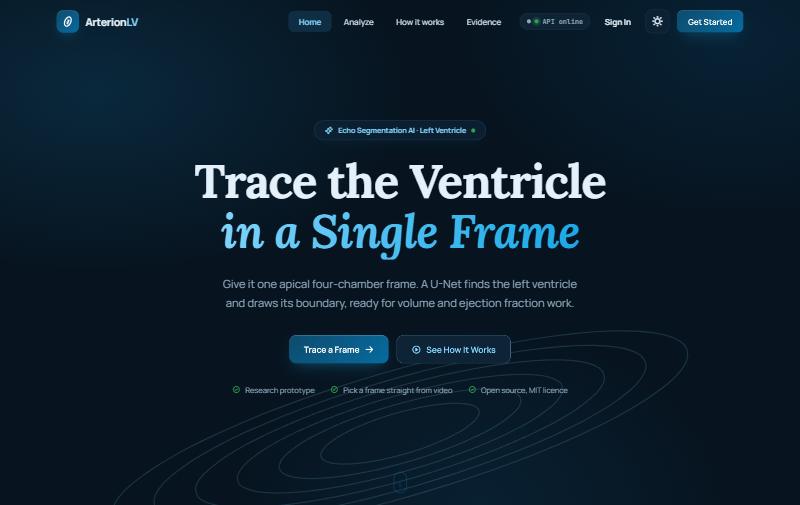 ArterionLV
Home
Analyze
How it works
Evidence
API online
Sign In
Get Started
Echo Segmentation AI · Left Ventricle
Trace the Ventricle
in a Single Frame
Give it one apical four-chamber frame. A U-Net finds the left ventricle
and draws its boundary, ready for volume and ejection fraction work.
Trace a Frame →
See How It Works
Research prototype
Pick a frame straight from video
Open source, MIT licence